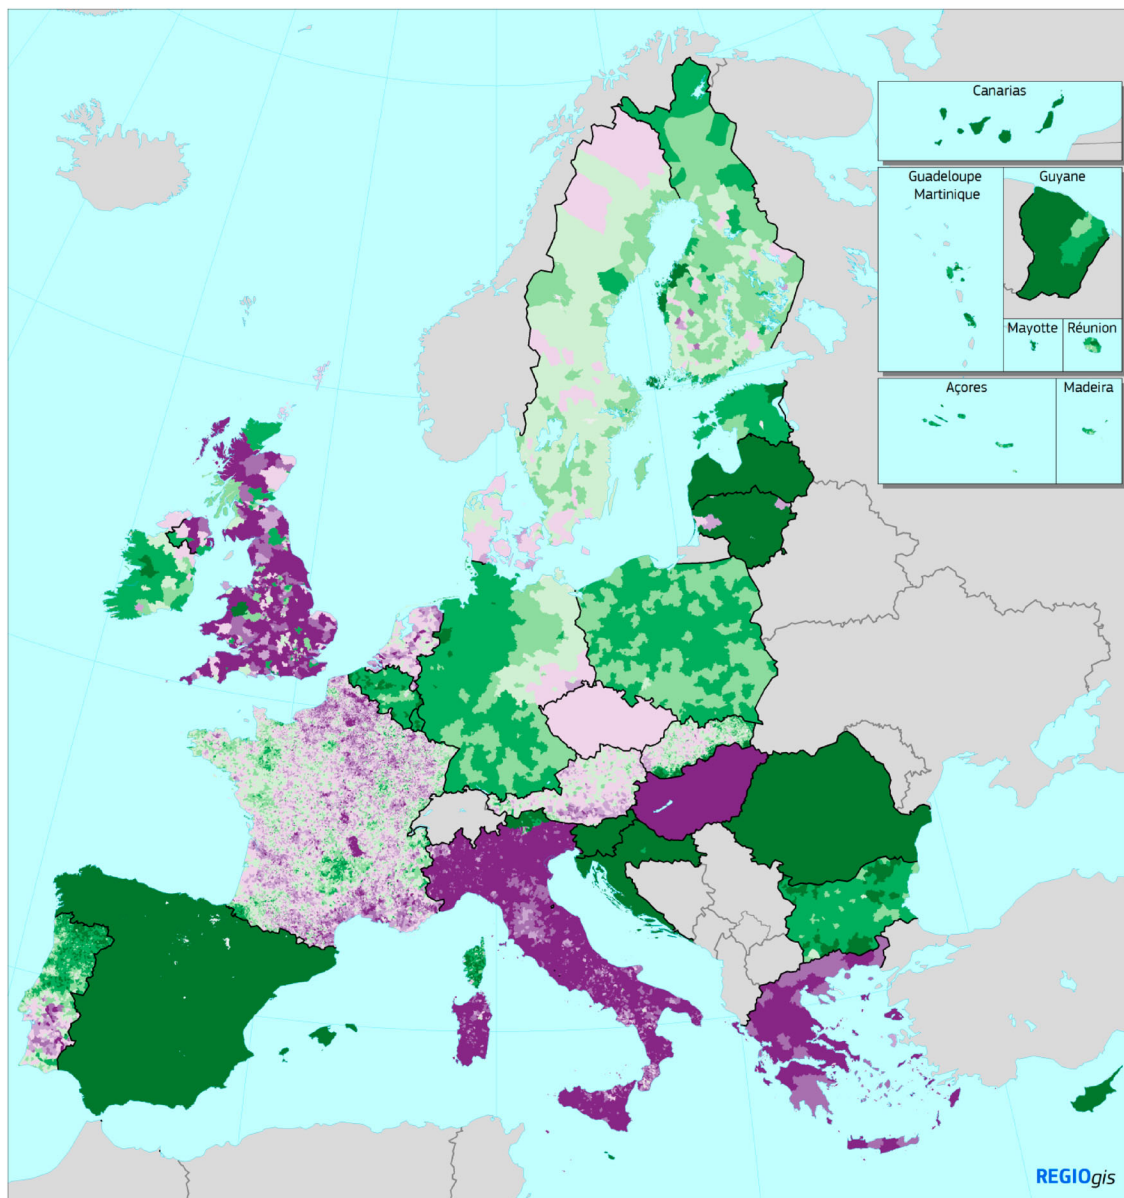 Canarias
Guadeloupe
Martinique
Guyane
Mayotte
Réunion
Açores
Madeira
REGIOgis